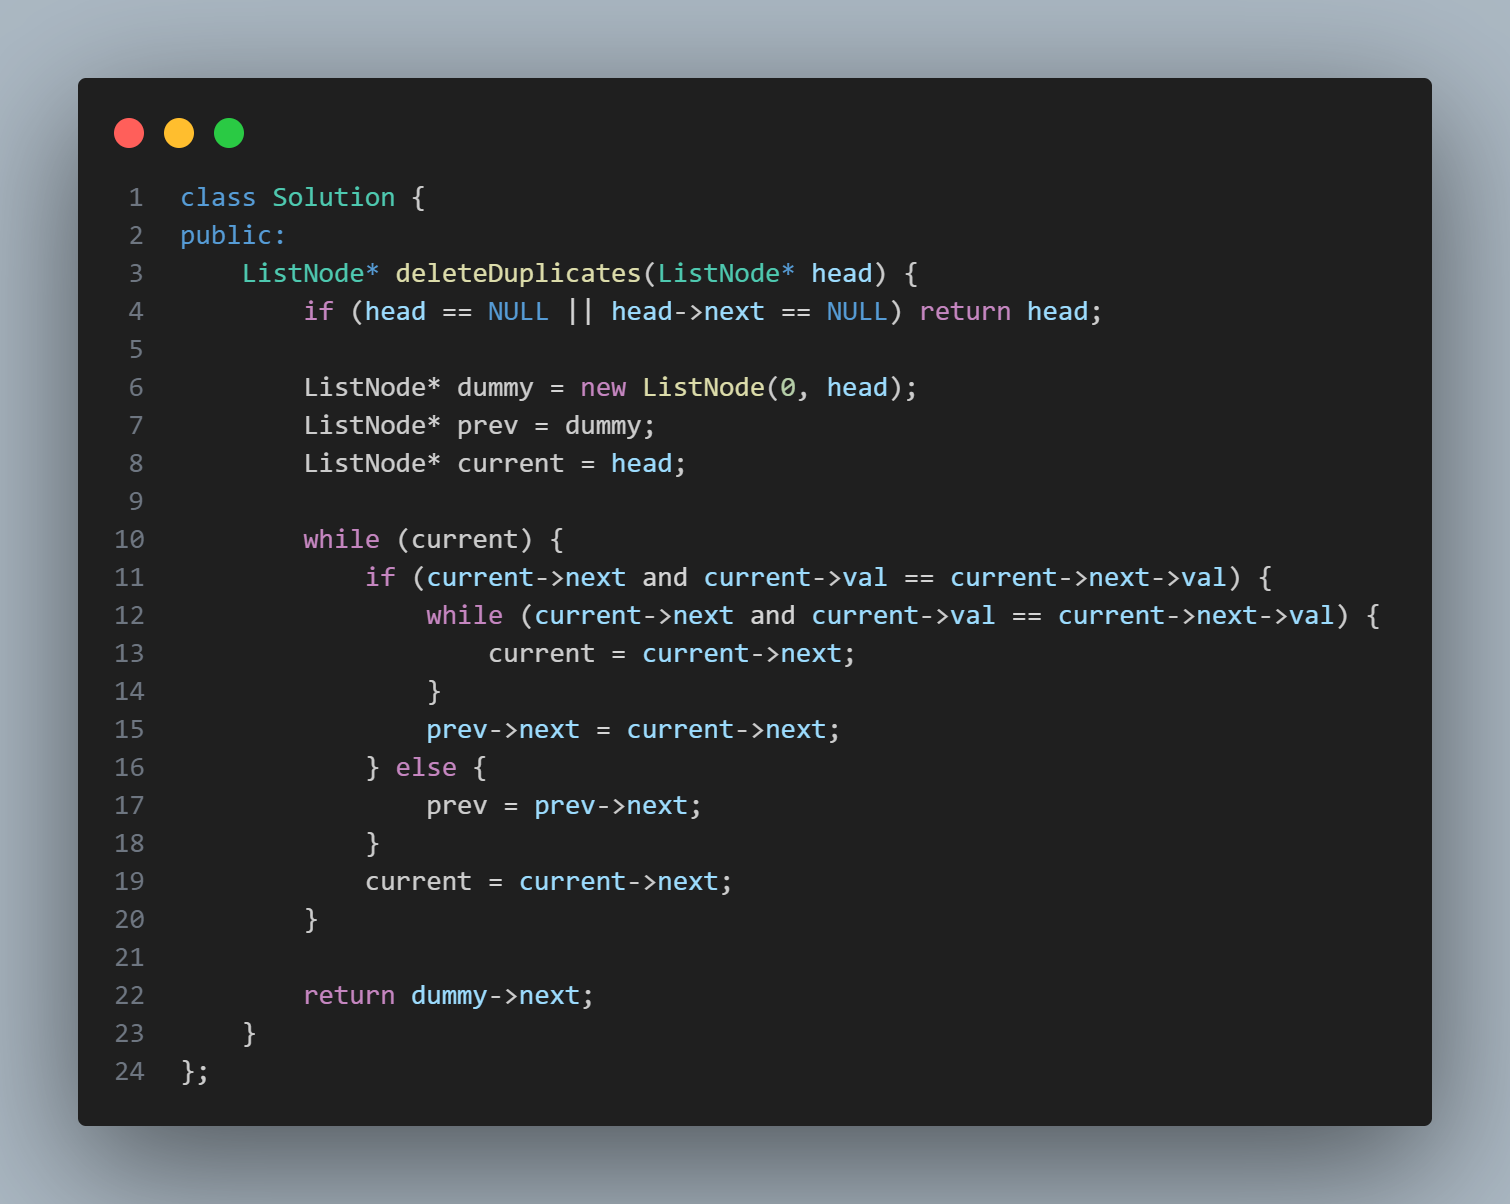 1 class Solution {
2 public:
3     ListNode* deleteDuplicates(ListNode* head) {
4         if (head == NULL || head->next == NULL) return head;
5
6         ListNode* dummy = new ListNode(0, head);
7         ListNode* prev = dummy;
8         ListNode* current = head;
9
10         while (current) {
11             if (current->next and current->val == current->next->val) {
12                 while (current->next and current->val == current->next->val) {
13                     current = current->next;
14                 }
15                 prev->next = current->next;
16             } else {
17                 prev = prev->next;
18             }
19             current = current->next;
20         }
21
22         return dummy->next;
23     }
24 };